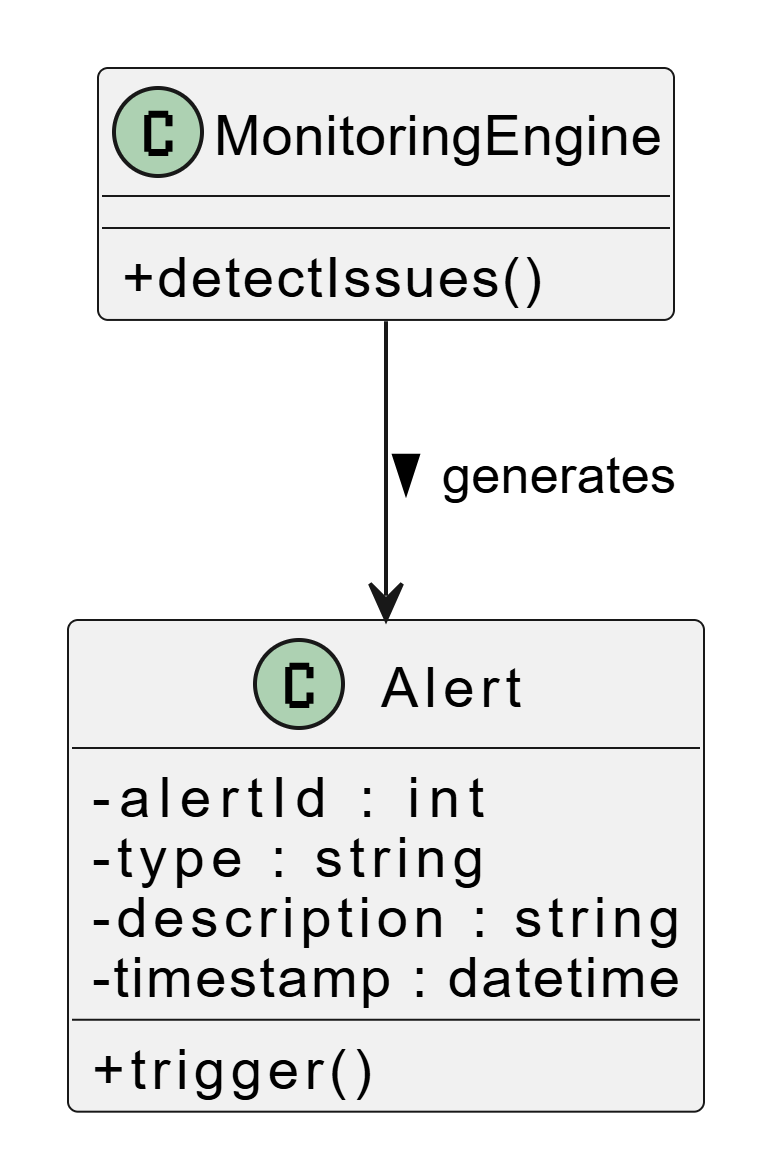 C MonitoringEngine
+detectIssues()
generates
C Alert
-alertId : int
-type : string
-description : string
-timestamp : datetime
+trigger()